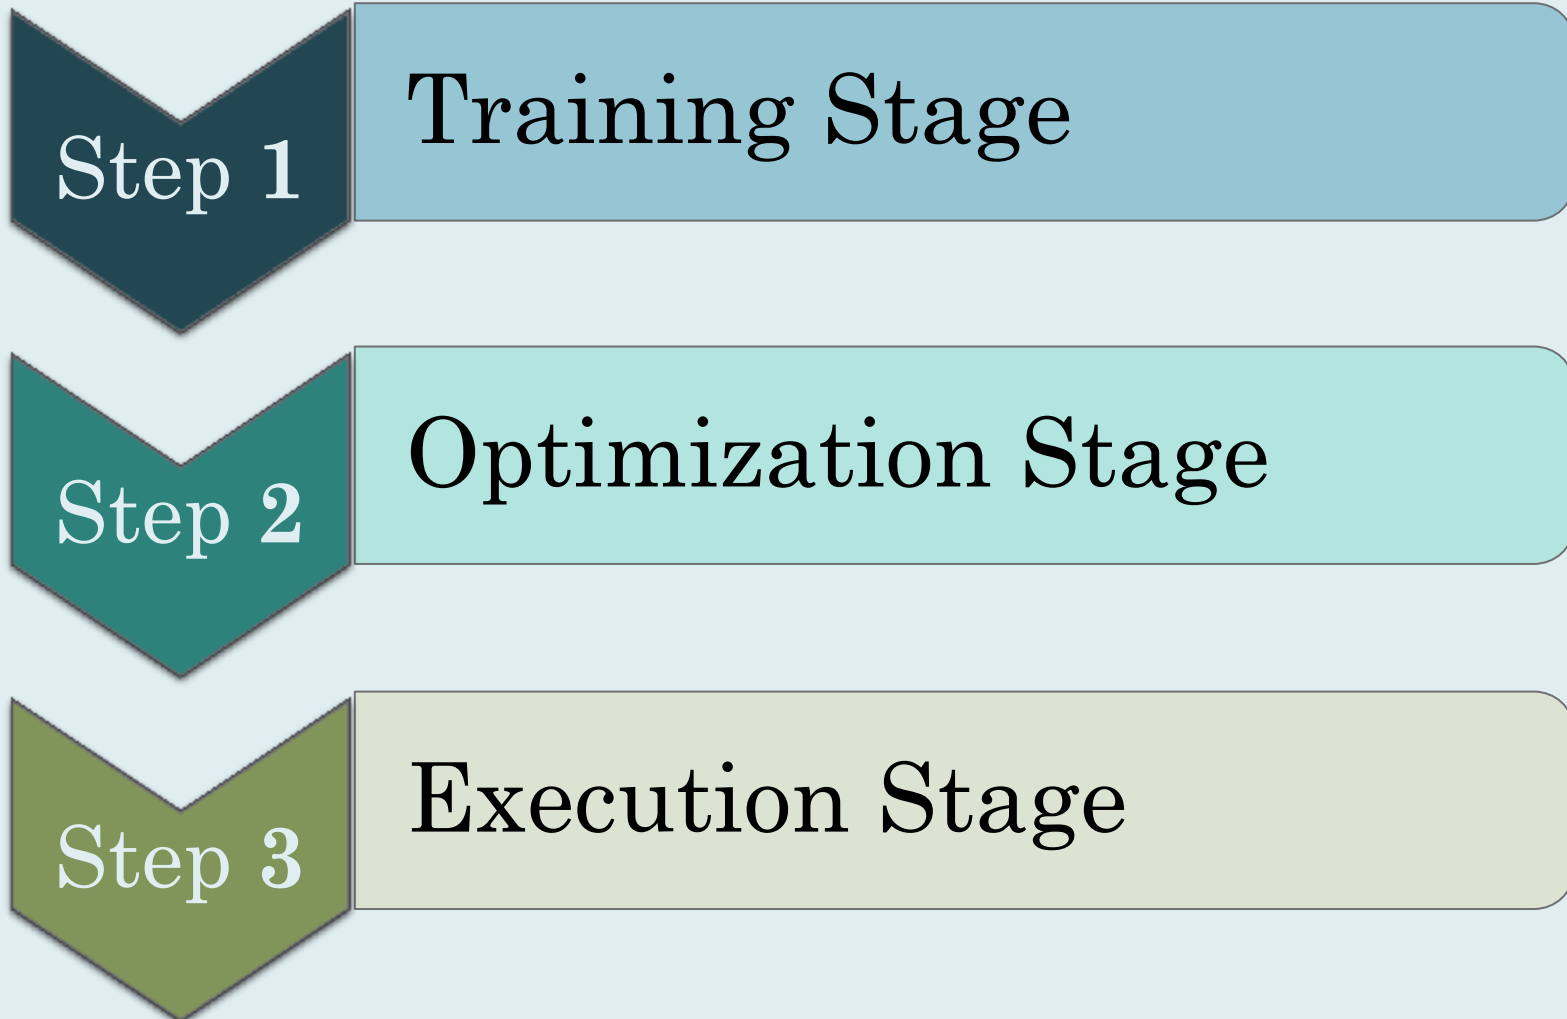 Step 1
Training Stage
Step 2
Optimization Stage
Step 3
Execution Stage